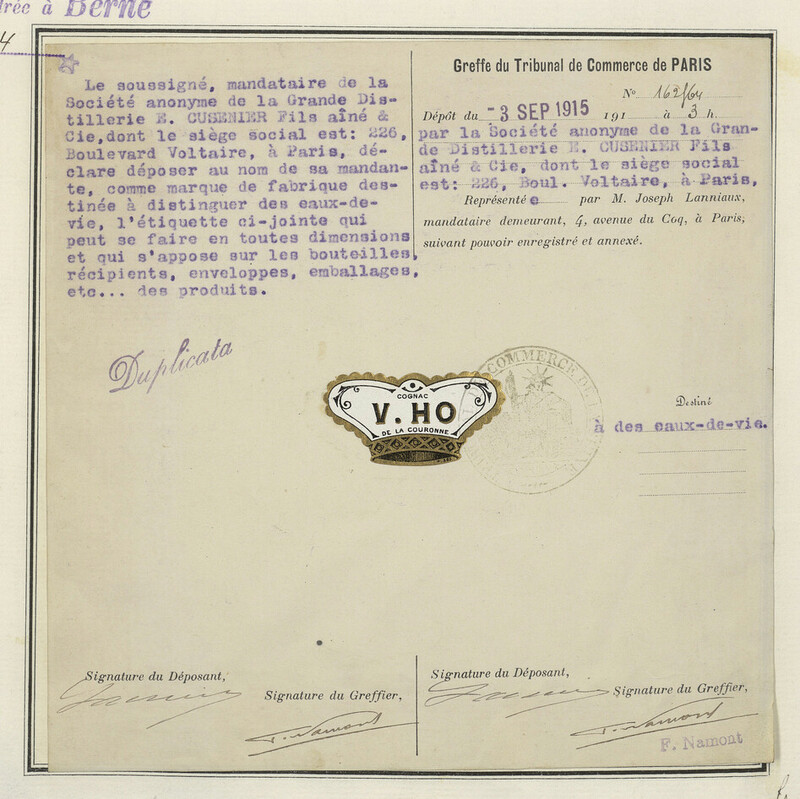 à Berne
4
Le soussigné, mandataire de la
Société anonyme de la Grande Dis-
tillerie E. CUSENIER Fils aîné &
Cie,dont le siège social est: 226,
Boulevard Voltaire, à Paris, dé-
clare déposer au nom de sa mandan-
te, comme marque de fabrique des-
tinée à distinguer des eaux-de-
vie, l'étiquette ci-jointe qui
peut se faire en toutes dimensions
et qui s'appose sur les bouteilles,
récipients, enveloppes, emballages,
etc... des produits.
Greffe du Tribunal de Commerce de PARIS
No 162/64
Dépôt du - 3 SEP 1915 191 à 3 h.
par la Société anonyme de la Gran-
de Distillerie E. CUSENIER Fils
aîné & Cie, dont le siège social
est: 226, Boul. Voltaire, à Paris,
Représenté e par M. Joseph Lanniaux,
mandataire demeurant, 4, avenue du Coq, à Paris,
suivant pouvoir enregistré et annexé.
Duplicata
COGNAC
V.HO
DE LA COURONNE
COMMERCE DE
Destiné
à des eaux-de-vie.
Signature du Déposant,
Signature du Greffier,
Signature du Déposant,
Signature du Greffier,
F. Namont